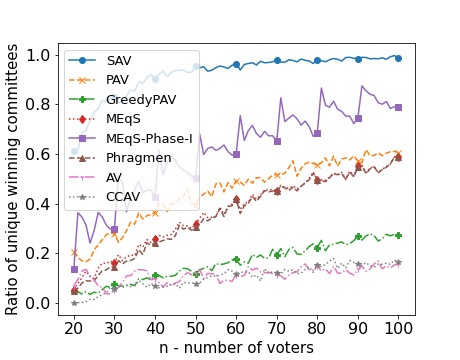 1.0
0.8
0.6
0.4
0.2
0.0
Ratio of unique winning committees
SAV
PAV
GreedyPAV
MEqS
MEqS-Phase-I
Phragmen
AV
CCAV
20 30 40 50 60 70 80 90 100
n - number of voters